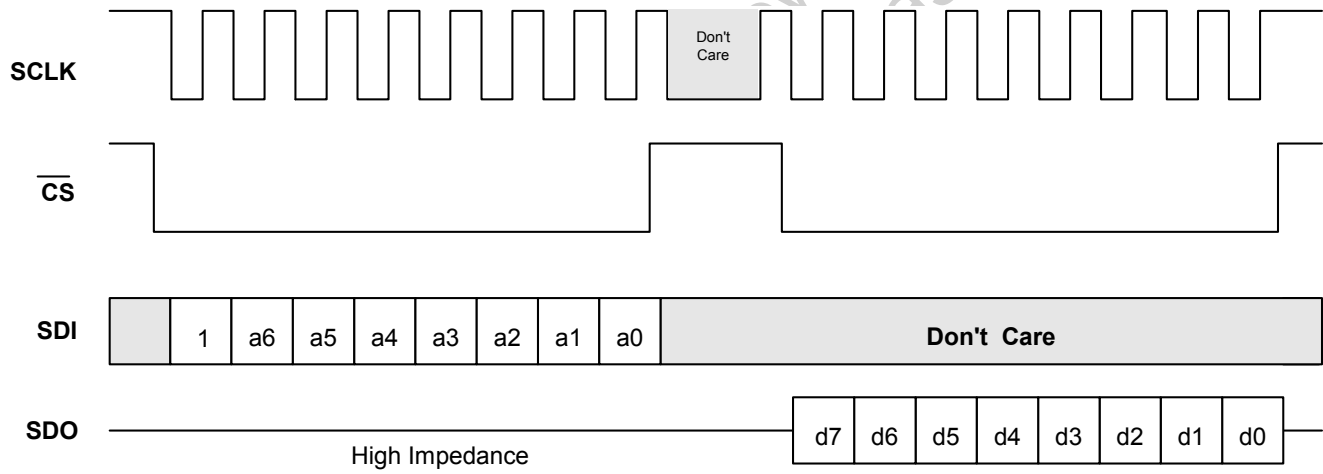 Don't
Care
SCLK
CS
SDI
1 a6 a5 a4 a3 a2 a1 a0 Don't Care
SDO
High Impedance
d7 d6 d5 d4 d3 d2 d1 d0